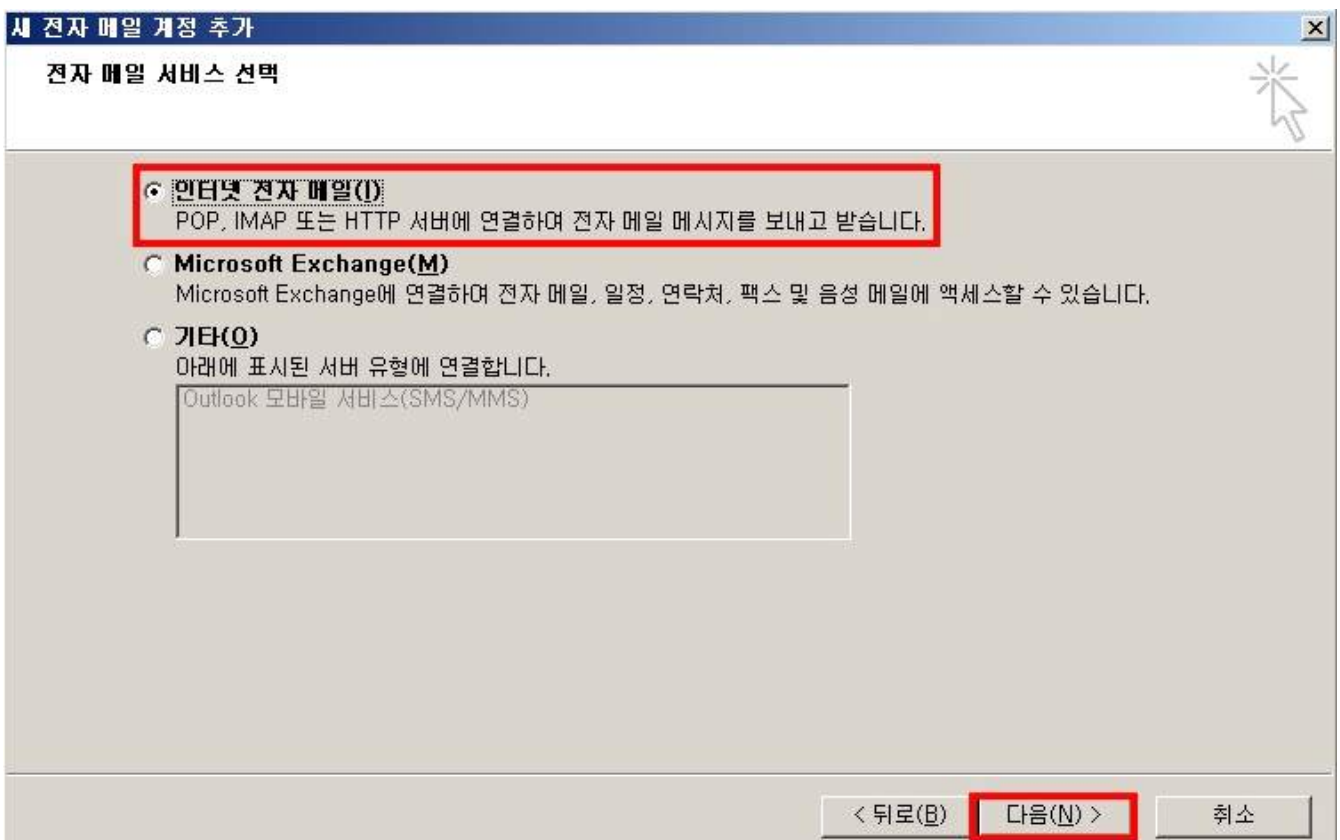 새 전자 메일 계정 추가
전자 메일 서비스 선택
인터넷 전자 메일(I)
POP, IMAP 또는 HTTP 서버에 연결하여 전자 메일 메시지를 보내고 받습니다.
Microsoft Exchange(M)
Microsoft Exchange에 연결하여 전자 메일, 일정, 연락처, 팩스 및 음성 메일에 액세스할 수 있습니다.
기타(O)
아래에 표시된 서버 유형에 연결합니다.
Outlook 모바일 서비스(SMS/MMS)
< 뒤로(B) 다음(N) > 취소